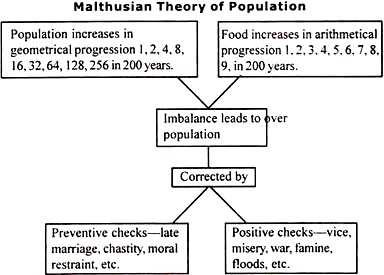 Malthusian Theory of Population
Population increases in
geometrical progression 1, 2, 4, 8,
16, 32, 64, 128, 256 in 200 years.
Food increases in arithmetical
progression 1, 2, 3, 4, 5, 6, 7, 8,
9, in 200 years.
Imbalance leads to over
population
Corrected by
Preventive checks—late
marriage, chastity, moral
restraint, etc.
Positive checks—vice,
misery, war, famine,
floods, etc.